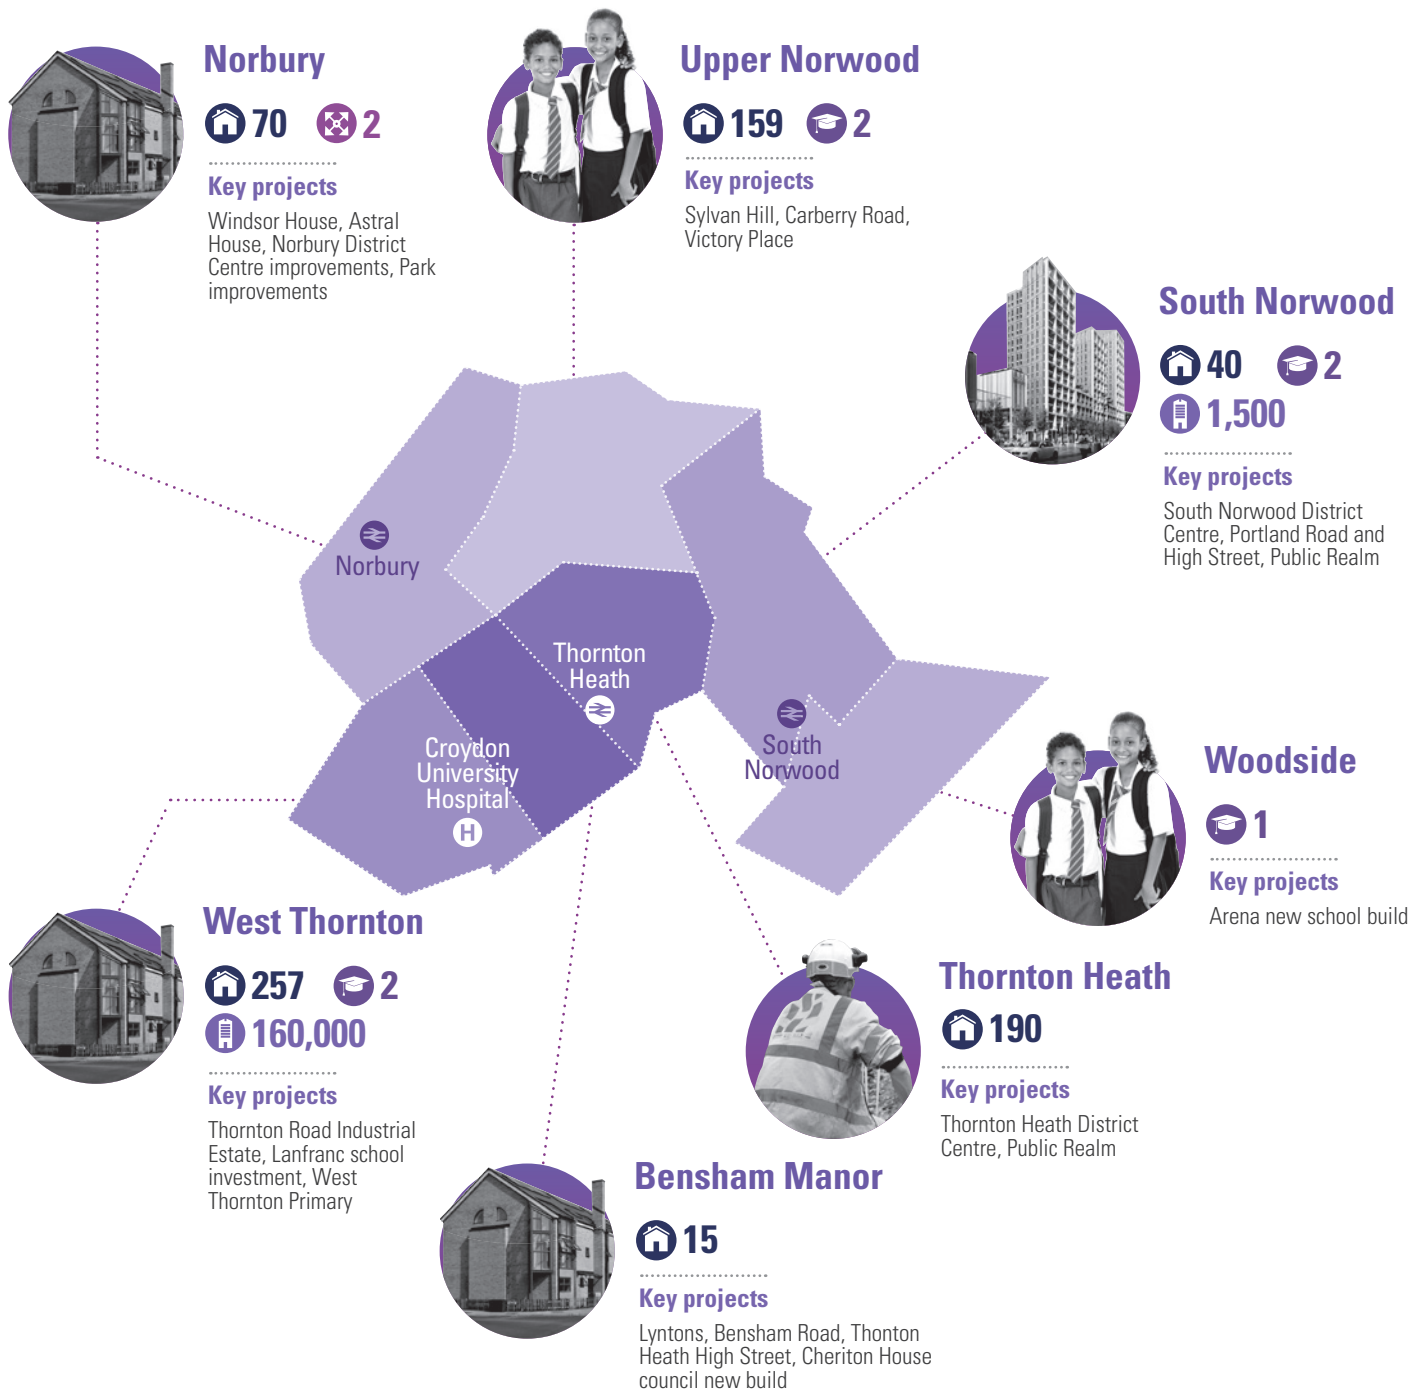 Norbury
70 2
Key projects
Windsor House, Astral
House, Norbury District
Centre improvements, Park
improvements
Upper Norwood
159 2
Key projects
Sylvan Hill, Carberry Road,
Victory Place
South Norwood
40 2
1,500
Key projects
South Norwood District
Centre, Portland Road and
High Street, Public Realm
Norbury
Thornton
Heath
Croydon
University
Hospital
H
South
Norwood
Woodside
1
Key projects
Arena new school build
West Thornton
257 2
160,000
Key projects
Thornton Road Industrial
Estate, Lanfranc school
investment, West
Thornton Primary
Thornton Heath
190
Key projects
Thornton Heath District
Centre, Public Realm
Bensham Manor
15
Key projects
Lyntons, Bensham Road, Thonton
Heath High Street, Cheriton House
council new build